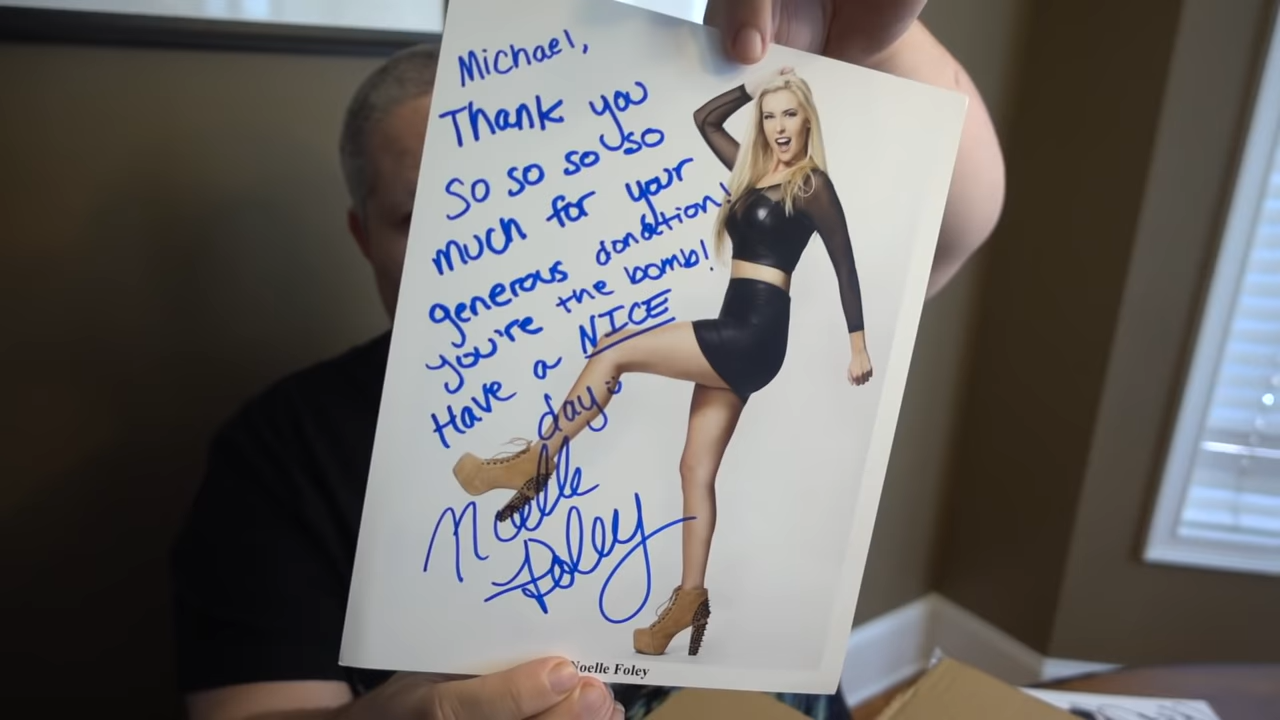 Michael,
Thank you
so so so so
much for your
generous donation!
you're the bomb!
Have a NICE
day
Noelle
Foley
Noelle Foley